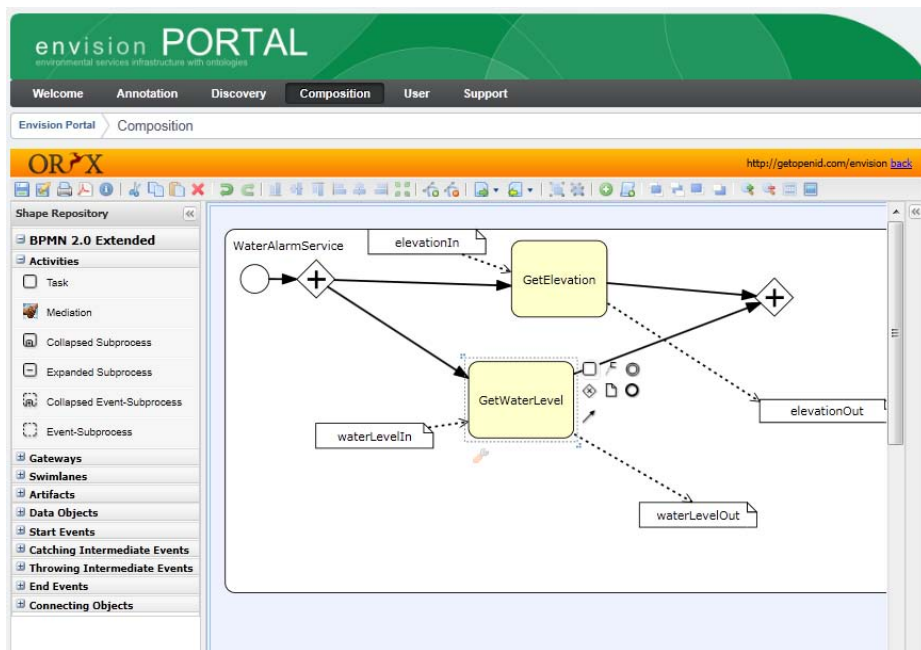 envision PORTAL
environmental services infrastructure with ontologies
Welcome Annotation Discovery Composition User Support
Envision Portal Composition
ORYX
http://getopenid.com/envision back
Shape Repository
BPMN 2.0 Extended
Activities
Task
Mediation
Collapsed Subprocess
Expanded Subprocess
Collapsed Event-Subprocess
Event-Subprocess
Gateways
Swimlanes
Artifacts
Data Objects
Start Events
Catching Intermediate Events
Throwing Intermediate Events
End Events
Connecting Objects
WaterAlarmService
elevationIn
GetElevation
GetWaterLevel
elevationOut
waterLevelIn
waterLevelOut